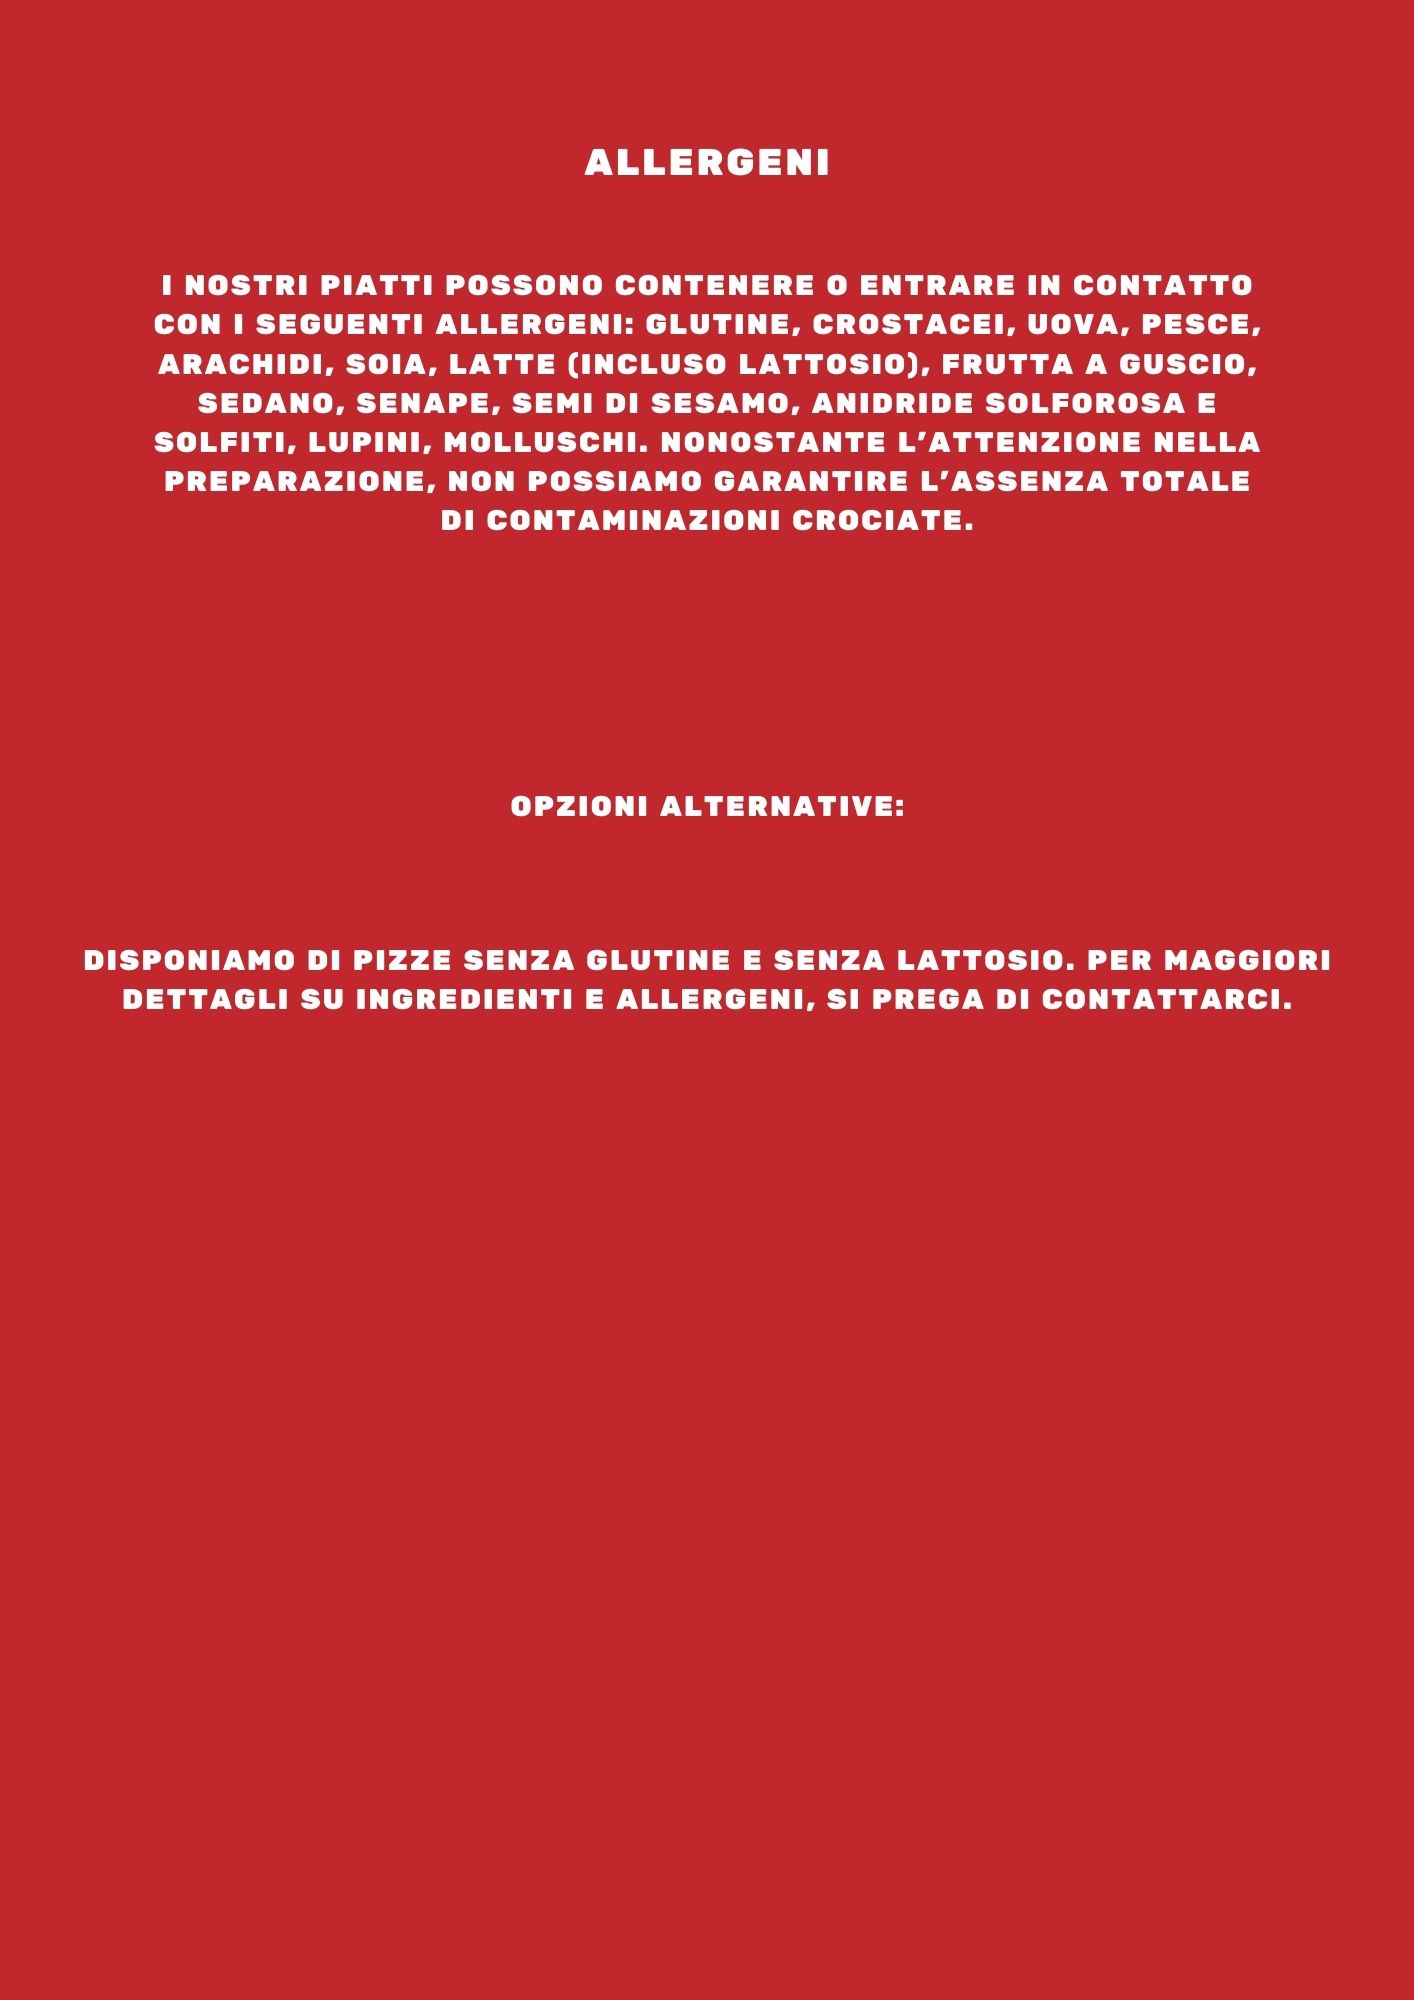 ALLERGENI
I NOSTRI PIATTI POSSONO CONTENERE O ENTRARE IN CONTATTO
CON I SEGUENTI ALLERGENI: GLUTINE, CROSTACEI, UOVA, PESCE,
ARACHIDI, SOIA, LATTE (INCLUSO LATTOSIO), FRUTTA A GUSCIO,
SEDANO, SENAPE, SEMI DI SESAMO, ANIDRIDE SOLFOROSA E
SOLFITI, LUPINI, MOLLUSCHI. NONOSTANTE L'ATTENZIONE NELLA
PREPARAZIONE, NON POSSIAMO GARANTIRE L'ASSENZA TOTALE
DI CONTAMINAZIONI CROCIATE.
OPZIONI ALTERNATIVE:
DISPONIAMO DI PIZZE SENZA GLUTINE E SENZA LATTOSIO. PER MAGGIORI
DETTAGLI SU INGREDIENTI E ALLERGENI, SI PREGA DI CONTATTARCI.